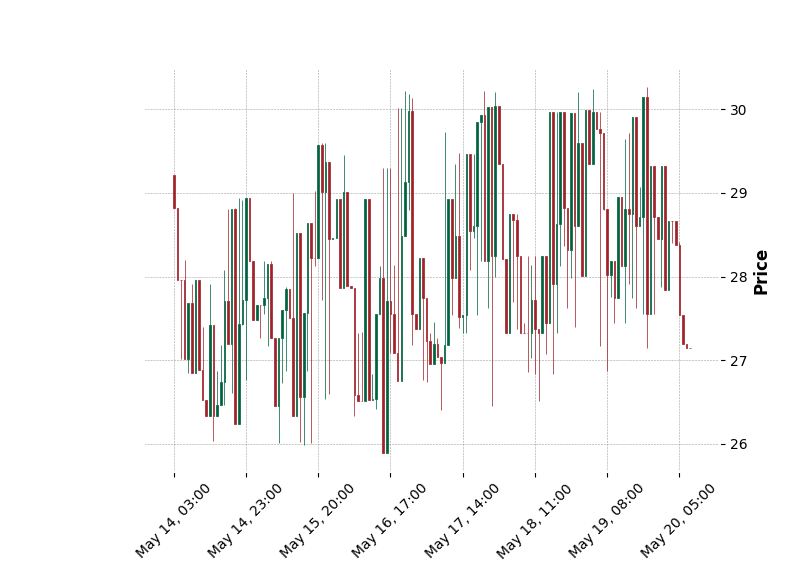 30
29
28
27
26
Price
May 14, 03:00
May 14, 23:00
May 15, 20:00
May 16, 17:00
May 17, 14:00
May 18, 11:00
May 19, 08:00
May 20, 05:00